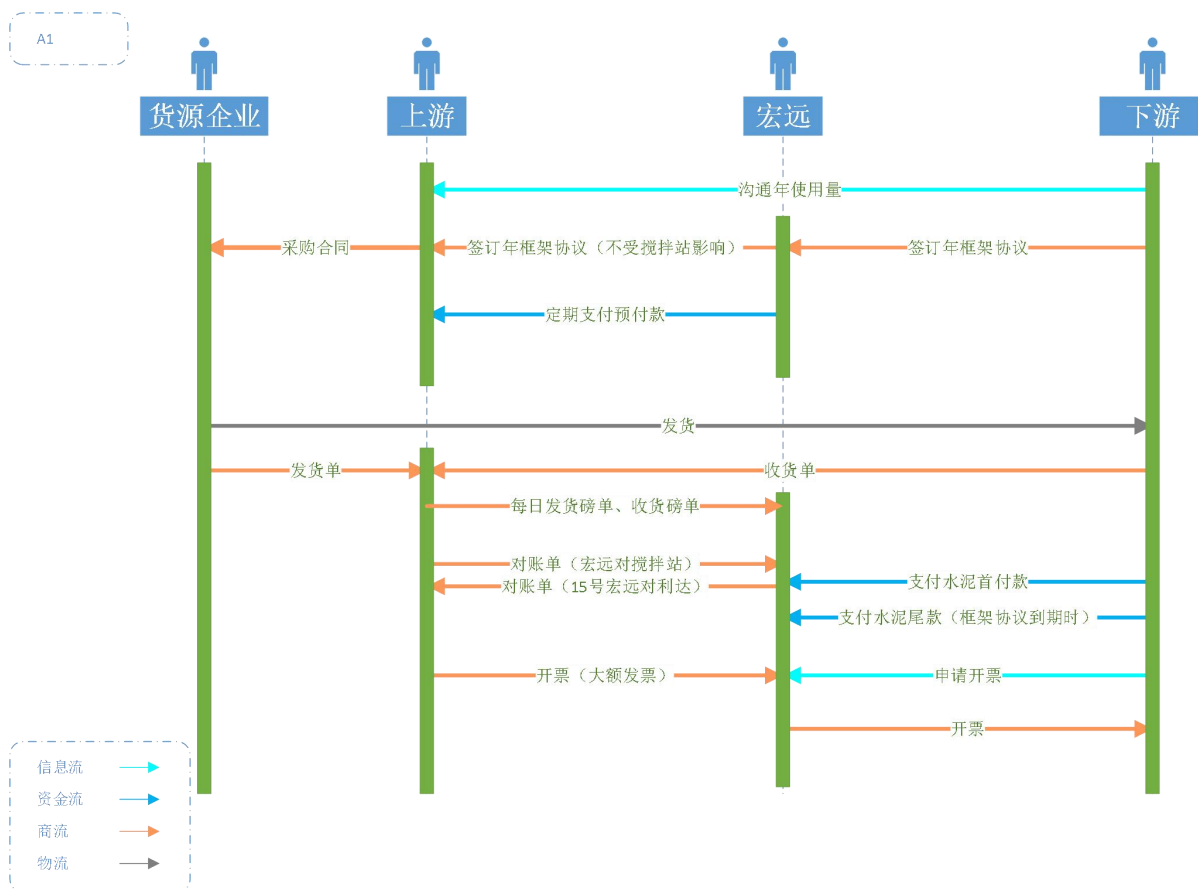 A1
货源企业
上游
宏远
下游
沟通年使用量
采购合同
签订年框架协议（不受搅拌站影响）
签订年框架协议
定期支付预付款
发货
发货单
收货单
每日发货磅单、收货磅单
对账单（宏远对搅拌站）
支付水泥首付款
对账单（15号宏远对利达）
支付水泥尾款（框架协议到期时）
开票（大额发票）
申请开票
开票
信息流
资金流
商流
物流